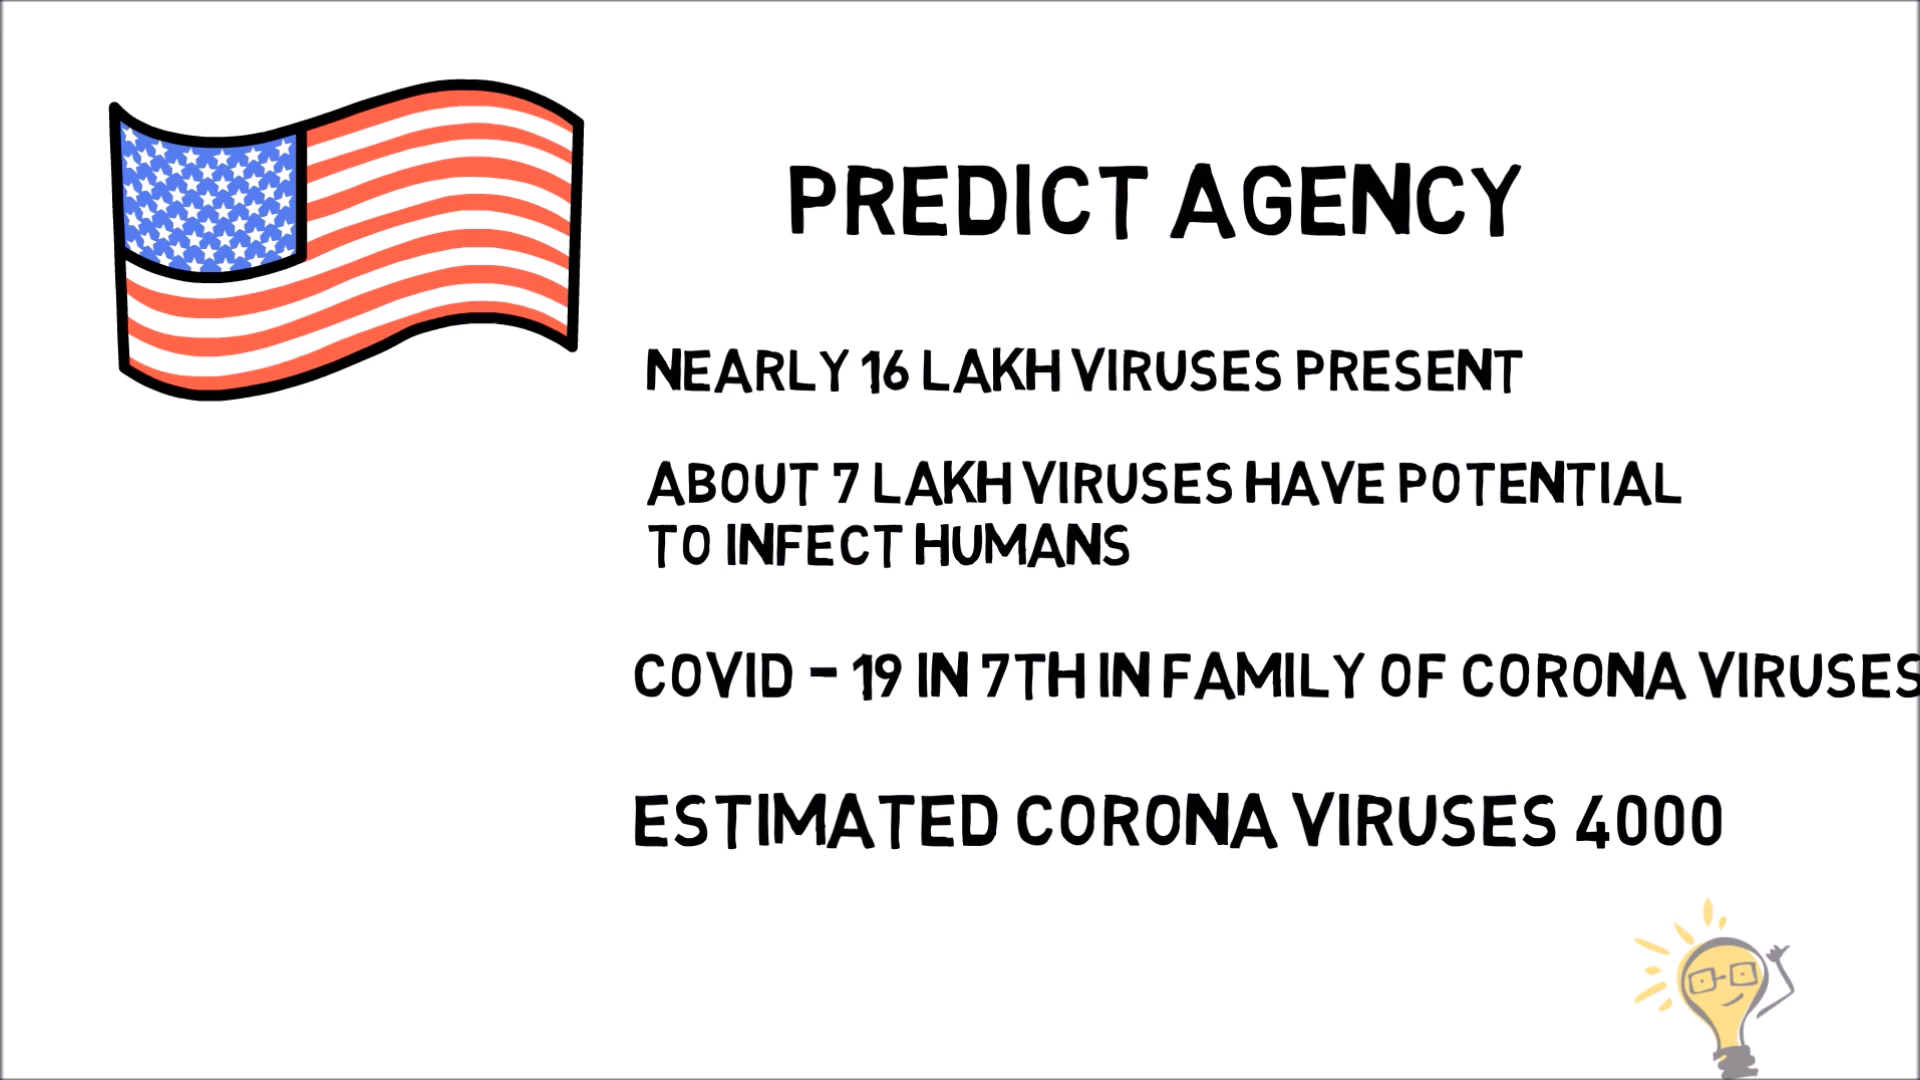 PREDICT AGENCY
NEARLY 16 LAKH VIRUSES PRESENT
ABOUT 7 LAKH VIRUSES HAVE POTENTIAL
TO INFECT HUMANS
COVID - 19 IN 7TH IN FAMILY OF CORONA VIRUSES
ESTIMATED CORONA VIRUSES 4000